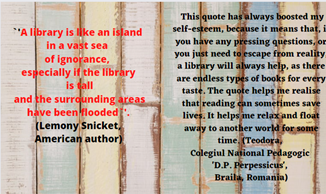 ``A library is like an island
in a vast sea
of ignorance,
especially if the library
is tall
and the surrounding areas
have been flooded´´.
(Lemony Snicket,
American author)
This quote has always boosted my
self-esteem, because it means that, i
you have any pressing questions, or
you just need to escape from reality
a library will always help, as there
are endless types of books for every
taste. The quote helps me realise
that reading can sometimes save
lives. It helps me relax and float
away to another world for some
time. (Teodora,
Colegiul National Pedagogic
"D.P. Perpessicius",
Braila, Romania)